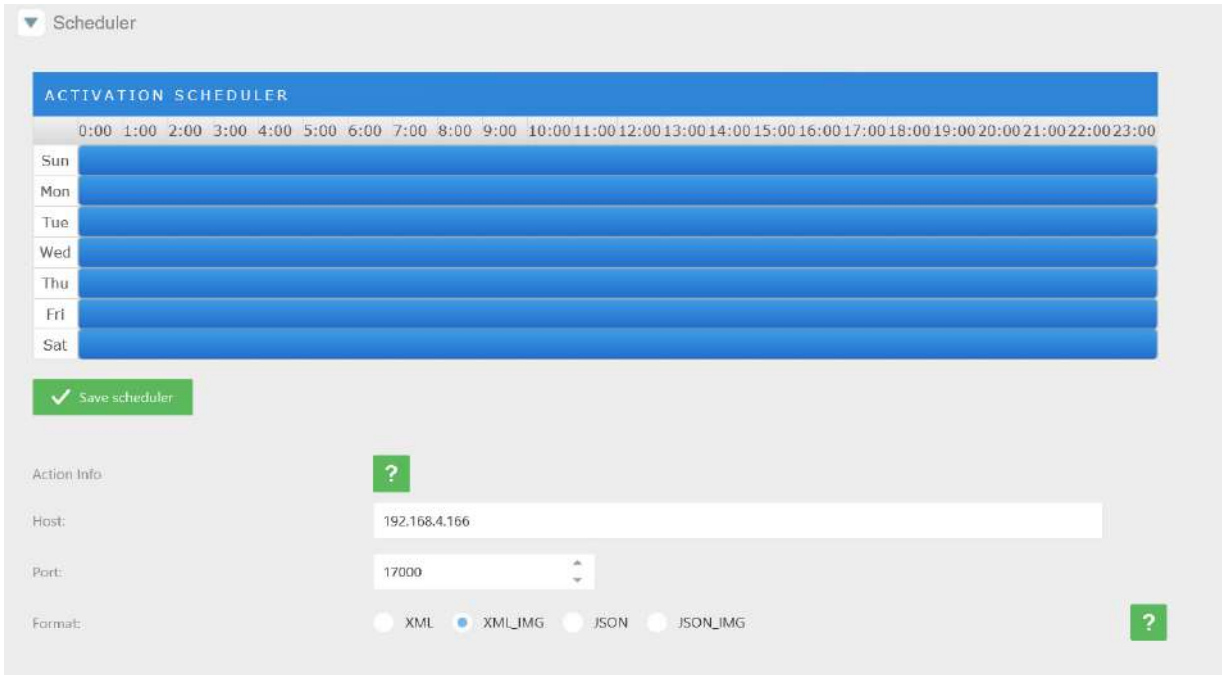 Scheduler
ACTIVATION SCHEDULER
0:00 1:00 2:00 3:00 4:00 5:00 6:00 7:00 8:00 9:00 10:00 11:00 12:00 13:00 14:00 15:00 16:00 17:00 18:00 19:00 20:00 21:00 22:00 23:00
Sun
Mon
Tue
Wed
Thu
Fri
Sat
Save scheduler
Action Info ?
Host: 192.168.4.166
Port: 17000
Format: XML XML_IMG JSON JSON_IMG ?